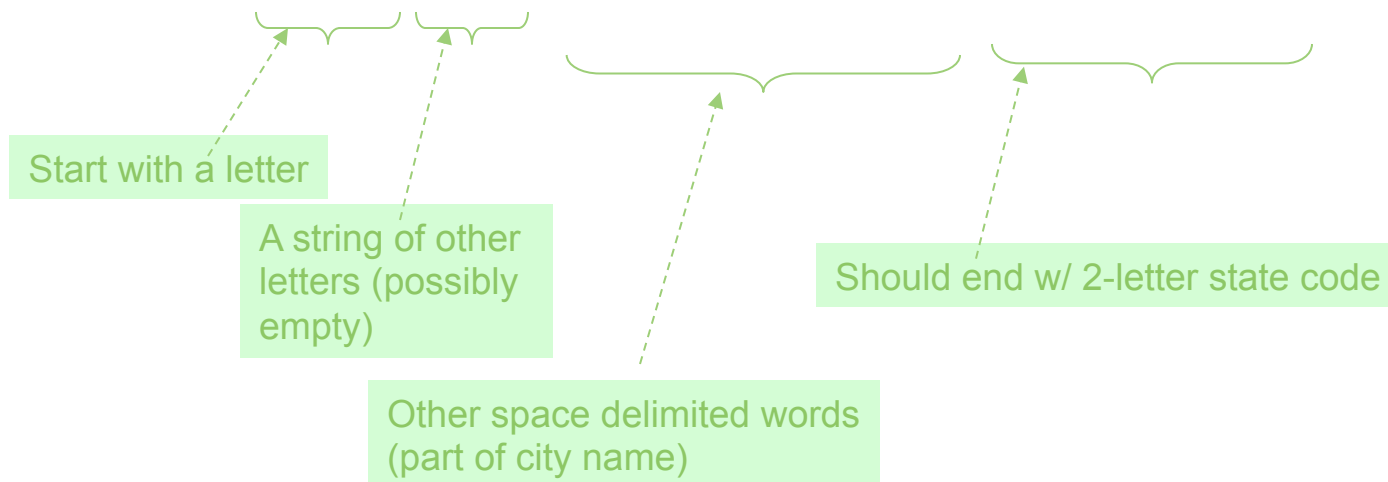 Start with a letter
A string of other
letters (possibly
empty)
Should end w/ 2-letter state code
Other space delimited words
(part of city name)